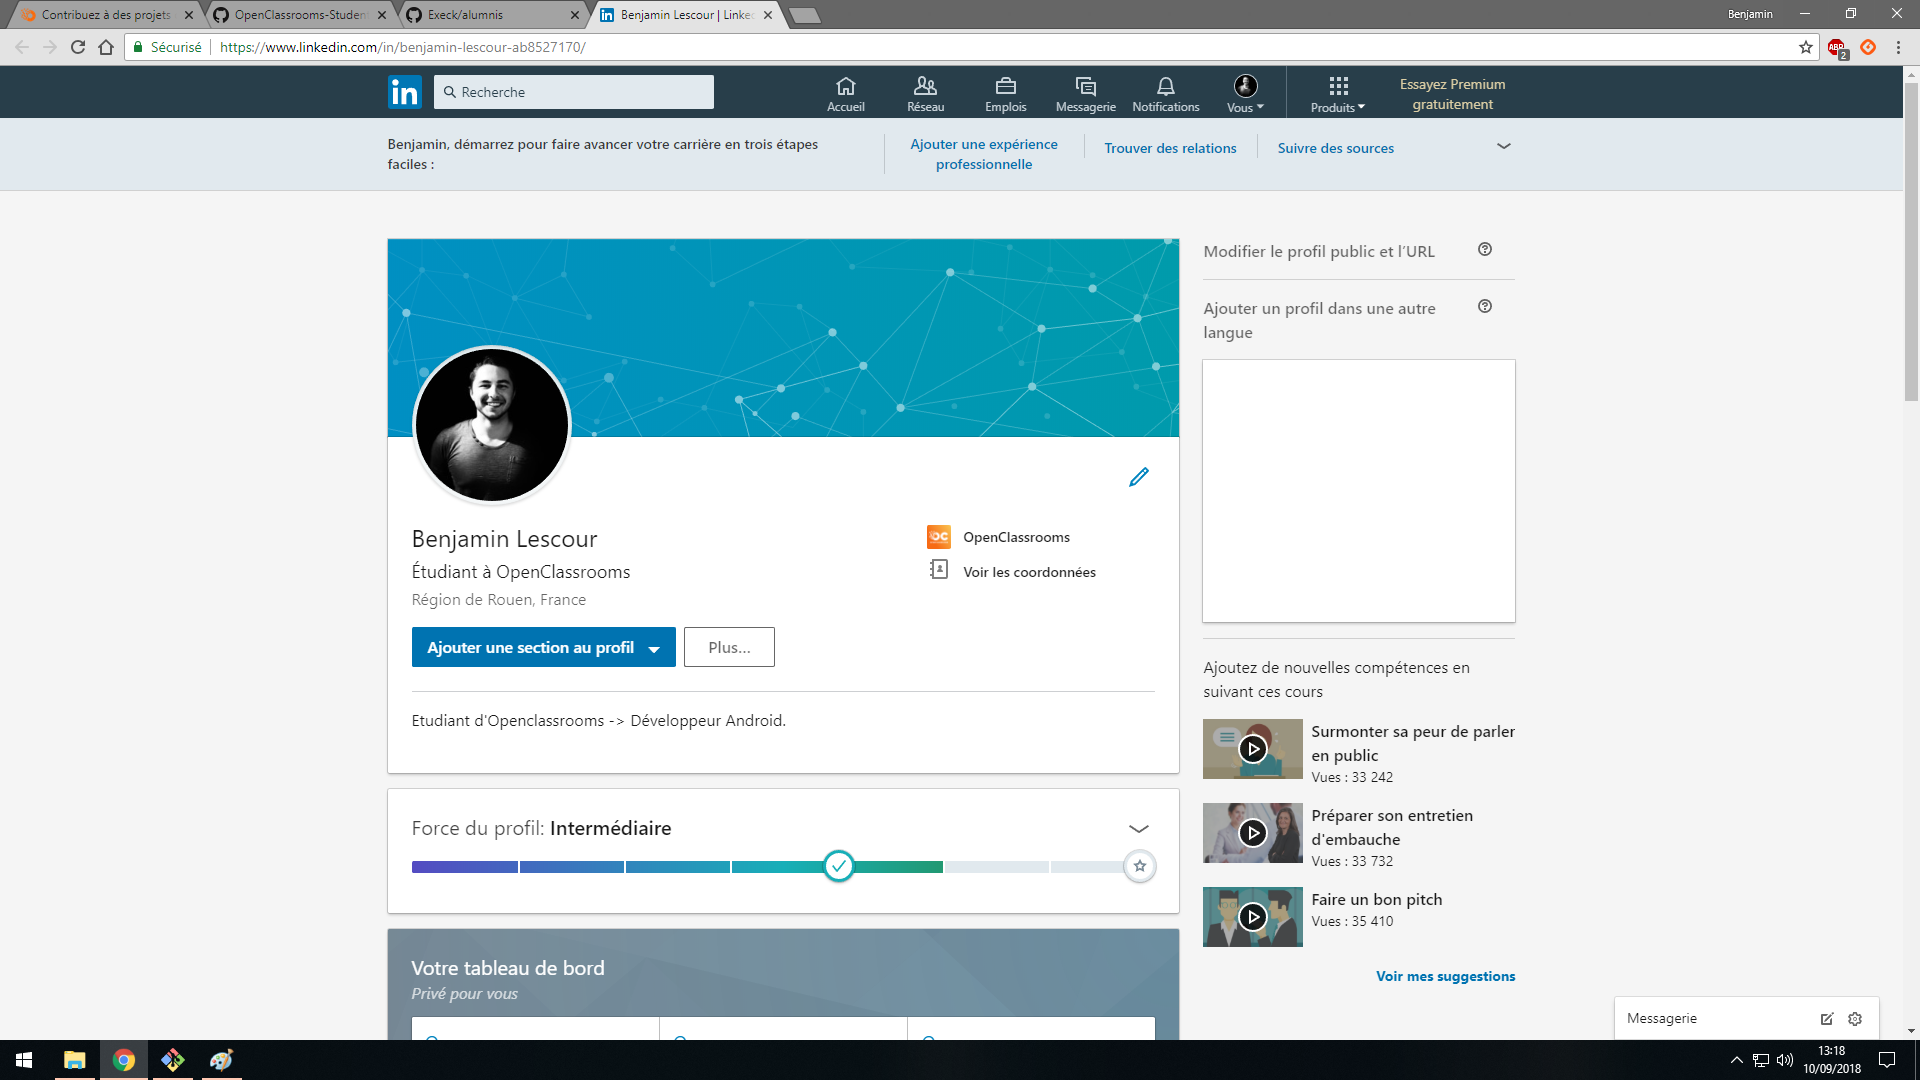 Contribuez à des projets
OpenClassrooms-Student
Execk/alumnis
Benjamin Lescour | Linke
Benjamin
Sécurisé
https://www.linkedin.com/in/benjamin-lescour-ab8527170/
ABP
2
in
Recherche
Accueil
Réseau
Emplois
Messagerie
Notifications
Vous
Produits
Essayez Premium
gratuitement
Benjamin, démarrez pour faire avancer votre carrière en trois étapes
faciles :
Ajouter une expérience
professionnelle
Trouver des relations
Suivre des sources
Modifier le profil public et l'URL
Ajouter un profil dans une autre
langue
Benjamin Lescour
Étudiant à OpenClassrooms
Région de Rouen, France
OC
OpenClassrooms
Voir les coordonnées
Ajouter une section au profil
Plus...
Etudiant d'Openclassrooms -> Développeur Android.
Force du profil: Intermédiaire
Votre tableau de bord
Privé pour vous
Ajoutez de nouvelles compétences en
suivant ces cours
Surmonter sa peur de parler
en public
Vues : 33 242
Préparer son entretien
d'embauche
Vues : 33 732
Faire un bon pitch
Vues : 35 410
Voir mes suggestions
Messagerie
13:18
10/09/2018